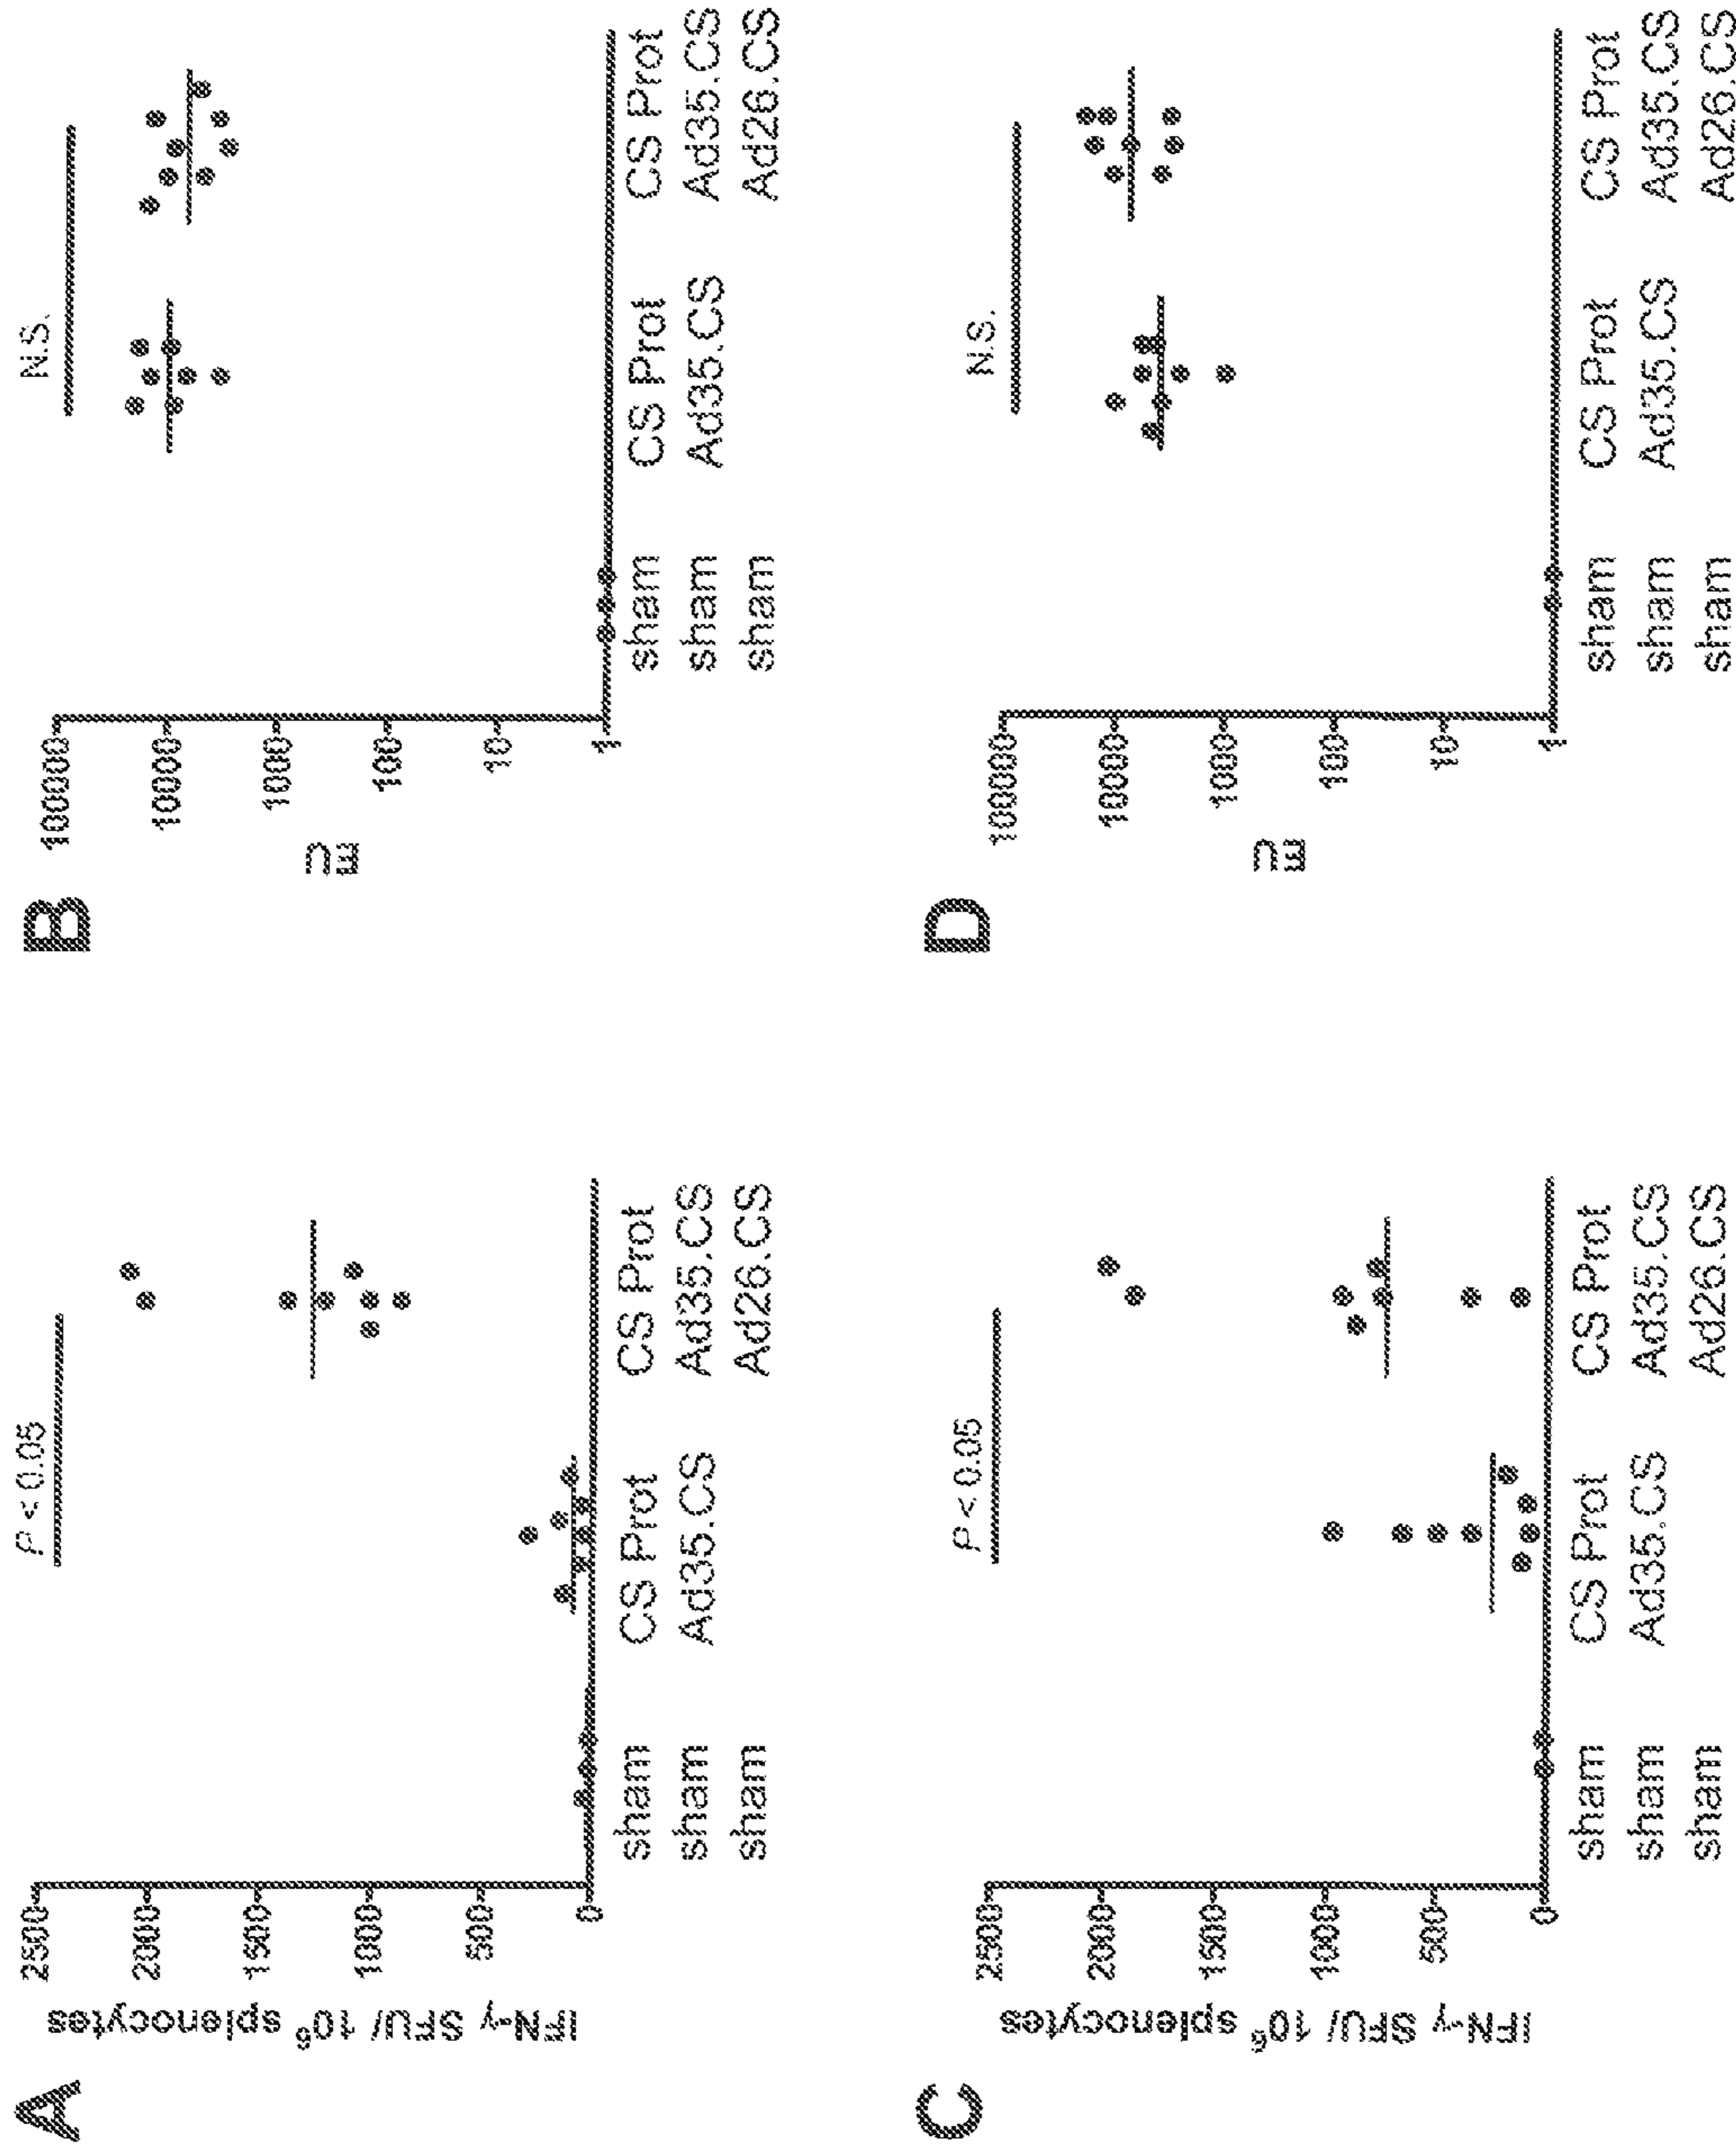 A
P < 0.05
2500
2000
1500
1000
500
0
IFN-γ SFU/ 10⁶ splenocytes
sham CS Prot CS Prot
sham Ad35.CS Ad35.CS
sham Ad26.CS
B
N.S.
100000
10000
1000
100
10
1
EU
sham CS Prot CS Prot
sham Ad35.CS Ad35.CS
sham Ad26.CS
C
P < 0.05
2500
2000
1500
1000
500
0
IFN-γ SFU/ 10⁶ splenocytes
sham CS Prot CS Prot
sham Ad35.CS Ad35.CS
sham Ad26.CS
D
N.S.
100000
10000
1000
100
10
1
EU
sham CS Prot CS Prot
sham Ad35.CS Ad35.CS
sham Ad26.CS